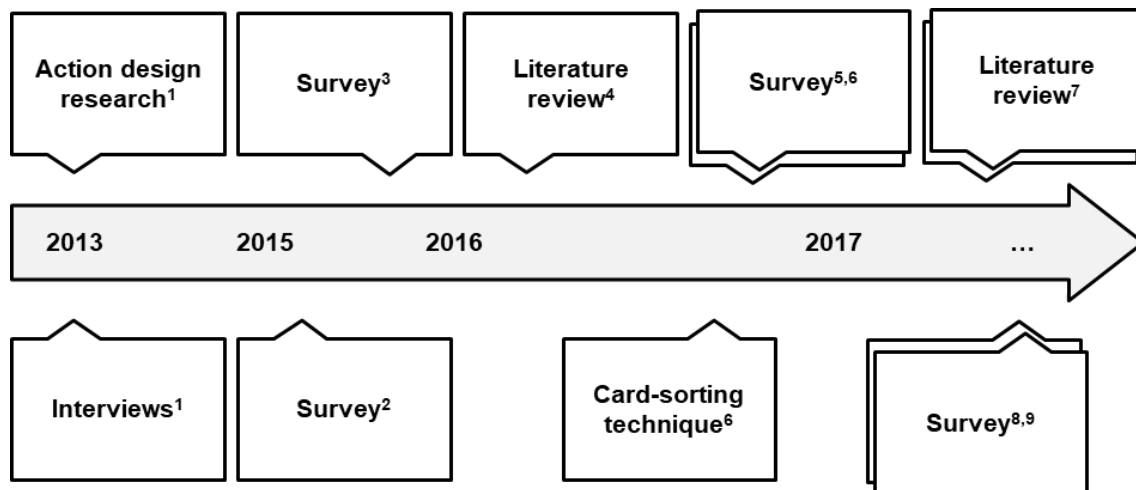 Action design
research¹
Survey³
Literature
review⁴
Survey⁵,⁶
Literature
review⁷
2013
2015
2016
2017
...
Interviews¹
Survey²
Card-sorting
technique⁶
Survey⁸,⁹